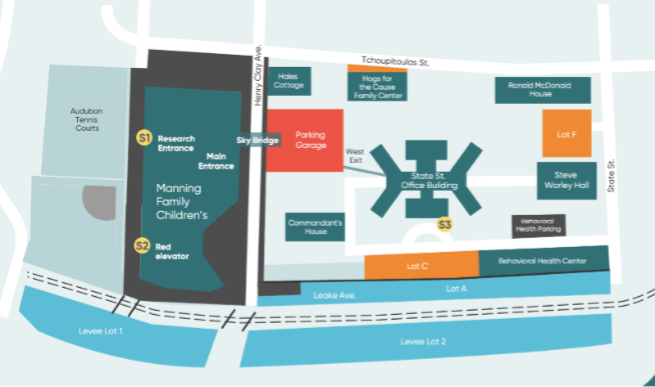 Tchoupitoulas St.
Henry Clay Ave.
Hales
Cottage
Hogs for
the Cause
Family Center
Ronald McDonald
House
Audubon
Tennis
Courts
S1
Research
Entrance
Main
Entrance
Sky Bridge
Parking
Garage
West
Exit
Lot F
State St.
Manning
Family
Children's
State St.
Office Building
Steve
Worley Hall
S2
Red
elevator
Commandant's
House
S3
Behavioral
Health Parking
Lot C
Behavioral Health Center
Leake Ave.
Lot A
Levee Lot 1
Levee Lot 2